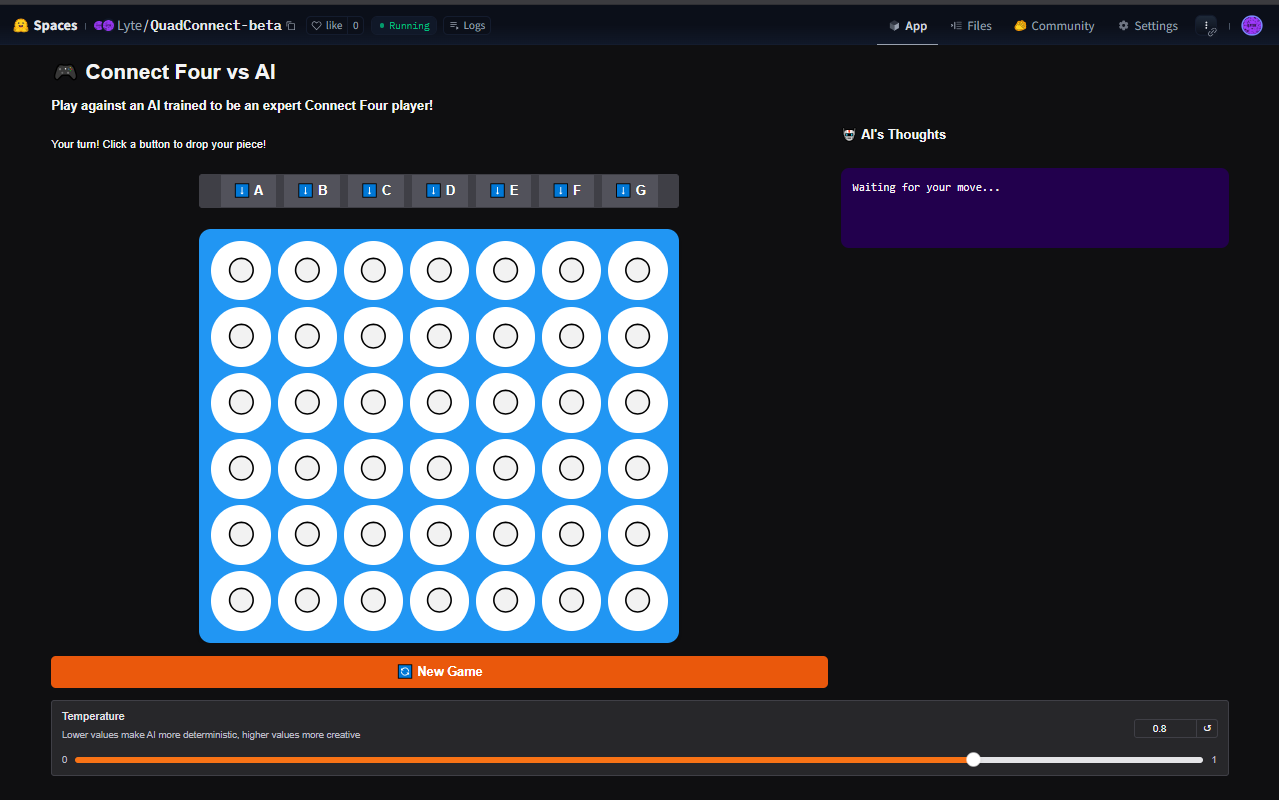 Spaces Lyte/QuadConnect-beta like 0 Running Logs App Files Community Settings
Connect Four vs AI
Play against an AI trained to be an expert Connect Four player!
Your turn! Click a button to drop your piece!
AI's Thoughts
Waiting for your move...
A B C D E F G
New Game
Temperature
Lower values make AI more deterministic, higher values more creative
0.8
0
1